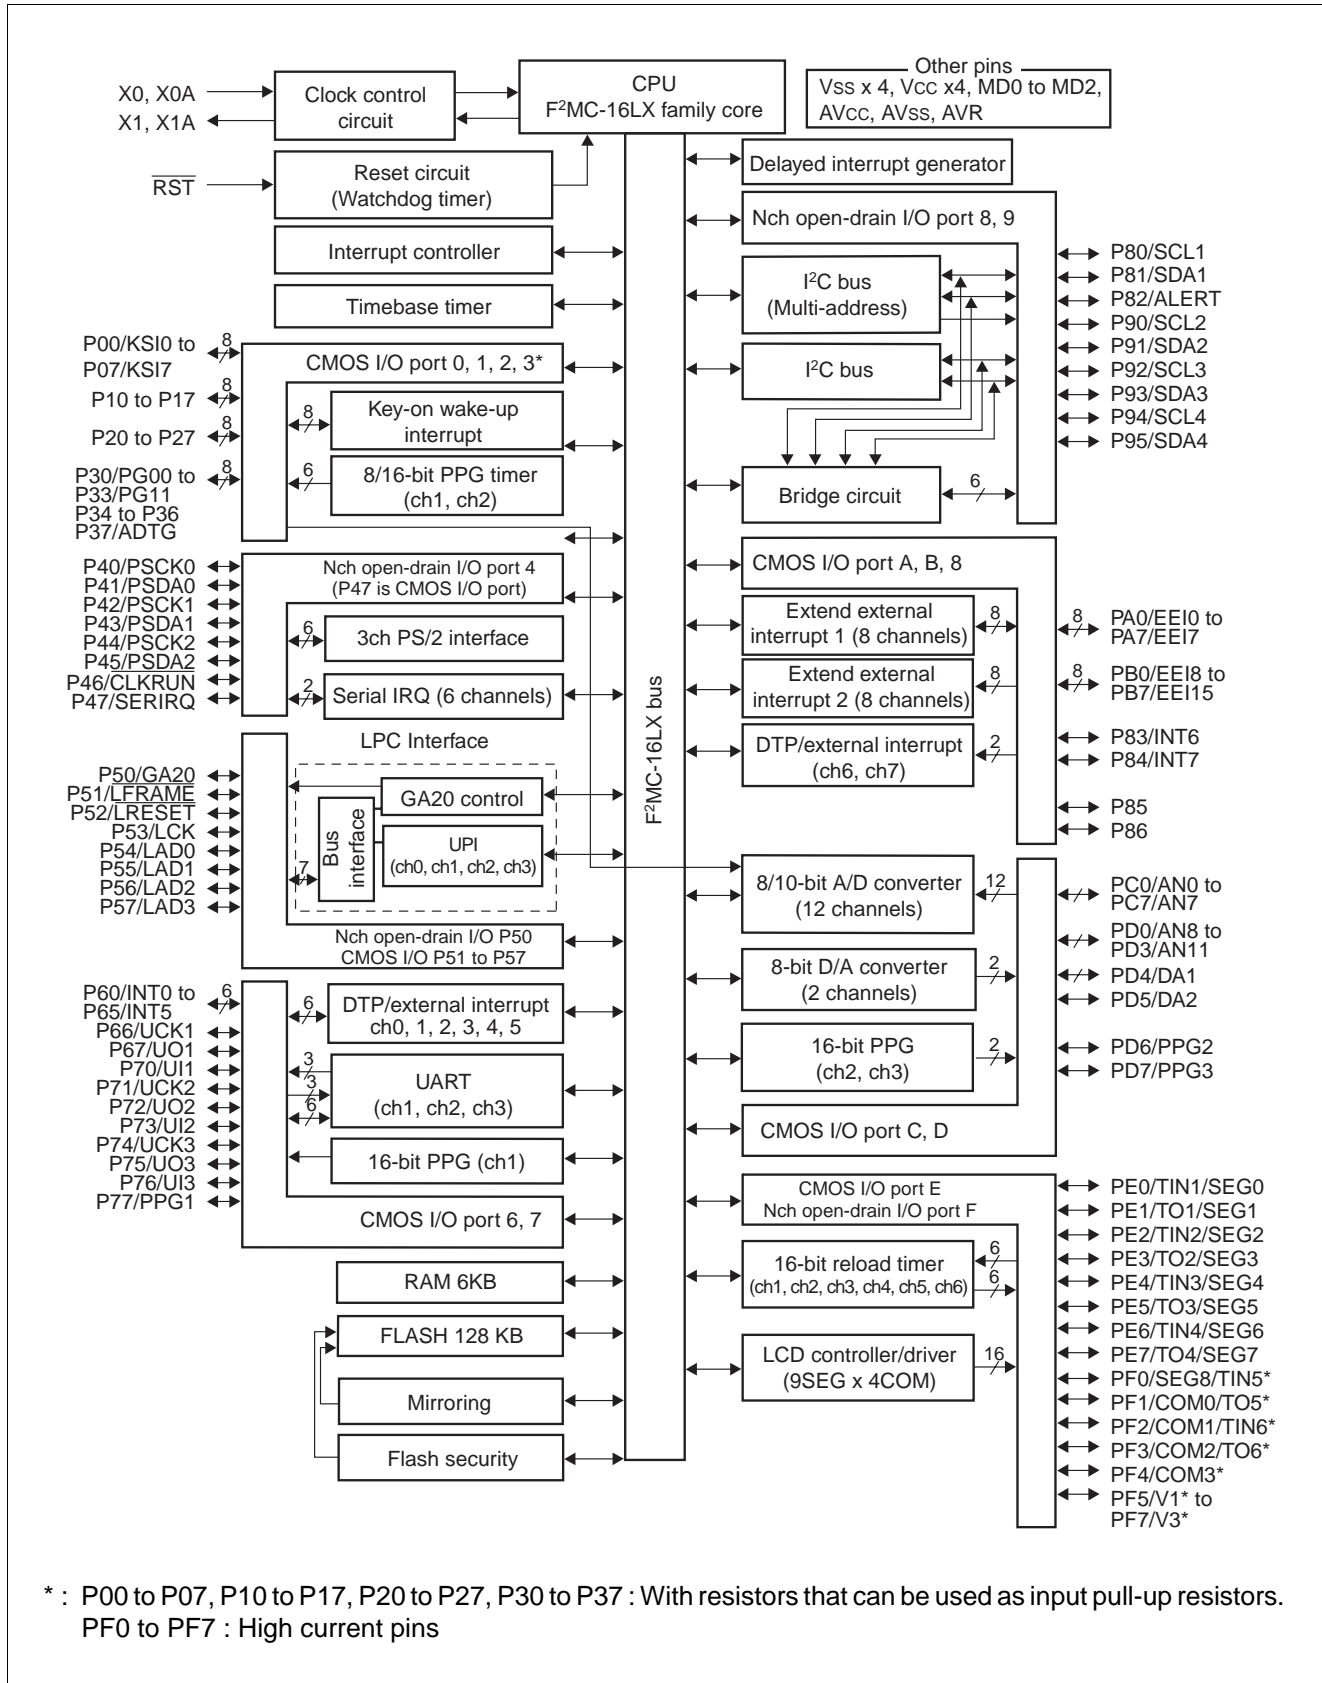 CPU
F²MC-16LX family core
Other pins
Vss x 4, Vcc x4, MD0 to MD2,
AVcc, AVss, AVR
X0, X0A
X1, X1A
Clock control
circuit
RST
Reset circuit
(Watchdog timer)
Interrupt controller
Timebase timer
P00/KSI0 to
P07/KSI7
8
P10 to P17
8
P20 to P27
8
P30/PG00 to
P33/PG11
P34 to P36
P37/ADTG
8
CMOS I/O port 0, 1, 2, 3*
8
Key-on wake-up
interrupt
6
8/16-bit PPG timer
(ch1, ch2)
P40/PSCK0
P41/PSDA0
P42/PSCK1
P43/PSDA1
P44/PSCK2
P45/PSDA2
P46/CLKRUN
P47/SERIRQ
Nch open-drain I/O port 4
(P47 is CMOS I/O port)
6
3ch PS/2 interface
2
Serial IRQ (6 channels)
LPC Interface
P50/GA20
P51/LFRAME
P52/LRESET
P53/LCK
P54/LAD0
P55/LAD1
P56/LAD2
P57/LAD3
GA20 control
Bus
interface
UPI
(ch0, ch1, ch2, ch3)
7
Nch open-drain I/O P50
CMOS I/O P51 to P57
P60/INT0 to
P65/INT5
6
P66/UCK1
P67/UO1
P70/UI1
P71/UCK2
P72/UO2
P73/UI2
P74/UCK3
P75/UO3
P76/UI3
P77/PPG1
6
DTP/external interrupt
ch0, 1, 2, 3, 4, 5
3
3
6
UART
(ch1, ch2, ch3)
16-bit PPG (ch1)
CMOS I/O port 6, 7
RAM 6KB
FLASH 128 KB
Mirroring
Flash security
F²MC-16LX bus
Delayed interrupt generator
Nch open-drain I/O port 8, 9
I²C bus
(Multi-address)
I²C bus
Bridge circuit
6
P80/SCL1
P81/SDA1
P82/ALERT
P90/SCL2
P91/SDA2
P92/SCL3
P93/SDA3
P94/SCL4
P95/SDA4
CMOS I/O port A, B, 8
Extend external
interrupt 1 (8 channels)
8
Extend external
interrupt 2 (8 channels)
8
DTP/external interrupt
(ch6, ch7)
2
8
PA0/EEI0 to
PA7/EEI7
8
PB0/EEI8 to
PB7/EEI15
P83/INT6
P84/INT7
P85
P86
8/10-bit A/D converter
(12 channels)
12
8-bit D/A converter
(2 channels)
2
16-bit PPG
(ch2, ch3)
2
CMOS I/O port C, D
PC0/AN0 to
PC7/AN7
PD0/AN8 to
PD3/AN11
PD4/DA1
PD5/DA2
PD6/PPG2
PD7/PPG3
CMOS I/O port E
Nch open-drain I/O port F
16-bit reload timer
(ch1, ch2, ch3, ch4, ch5, ch6)
6
6
LCD controller/driver
(9SEG x 4COM)
16
PE0/TIN1/SEG0
PE1/TO1/SEG1
PE2/TIN2/SEG2
PE3/TO2/SEG3
PE4/TIN3/SEG4
PE5/TO3/SEG5
PE6/TIN4/SEG6
PE7/TO4/SEG7
PF0/SEG8/TIN5*
PF1/COM0/TO5*
PF2/COM1/TIN6*
PF3/COM2/TO6*
PF4/COM3*
PF5/V1* to
PF7/V3*
* : P00 to P07, P10 to P17, P20 to P27, P30 to P37 : With resistors that can be used as input pull-up resistors.
PF0 to PF7 : High current pins